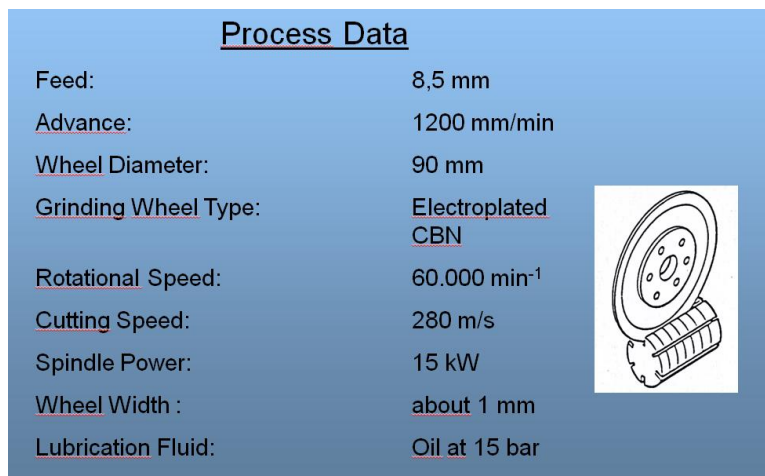 Process Data
Feed: 8,5 mm
Advance: 1200 mm/min
Wheel Diameter: 90 mm
Grinding Wheel Type: Electroplated
CBN
Rotational Speed: 60.000 min⁻¹
Cutting Speed: 280 m/s
Spindle Power: 15 kW
Wheel Width : about 1 mm
Lubrication Fluid: Oil at 15 bar